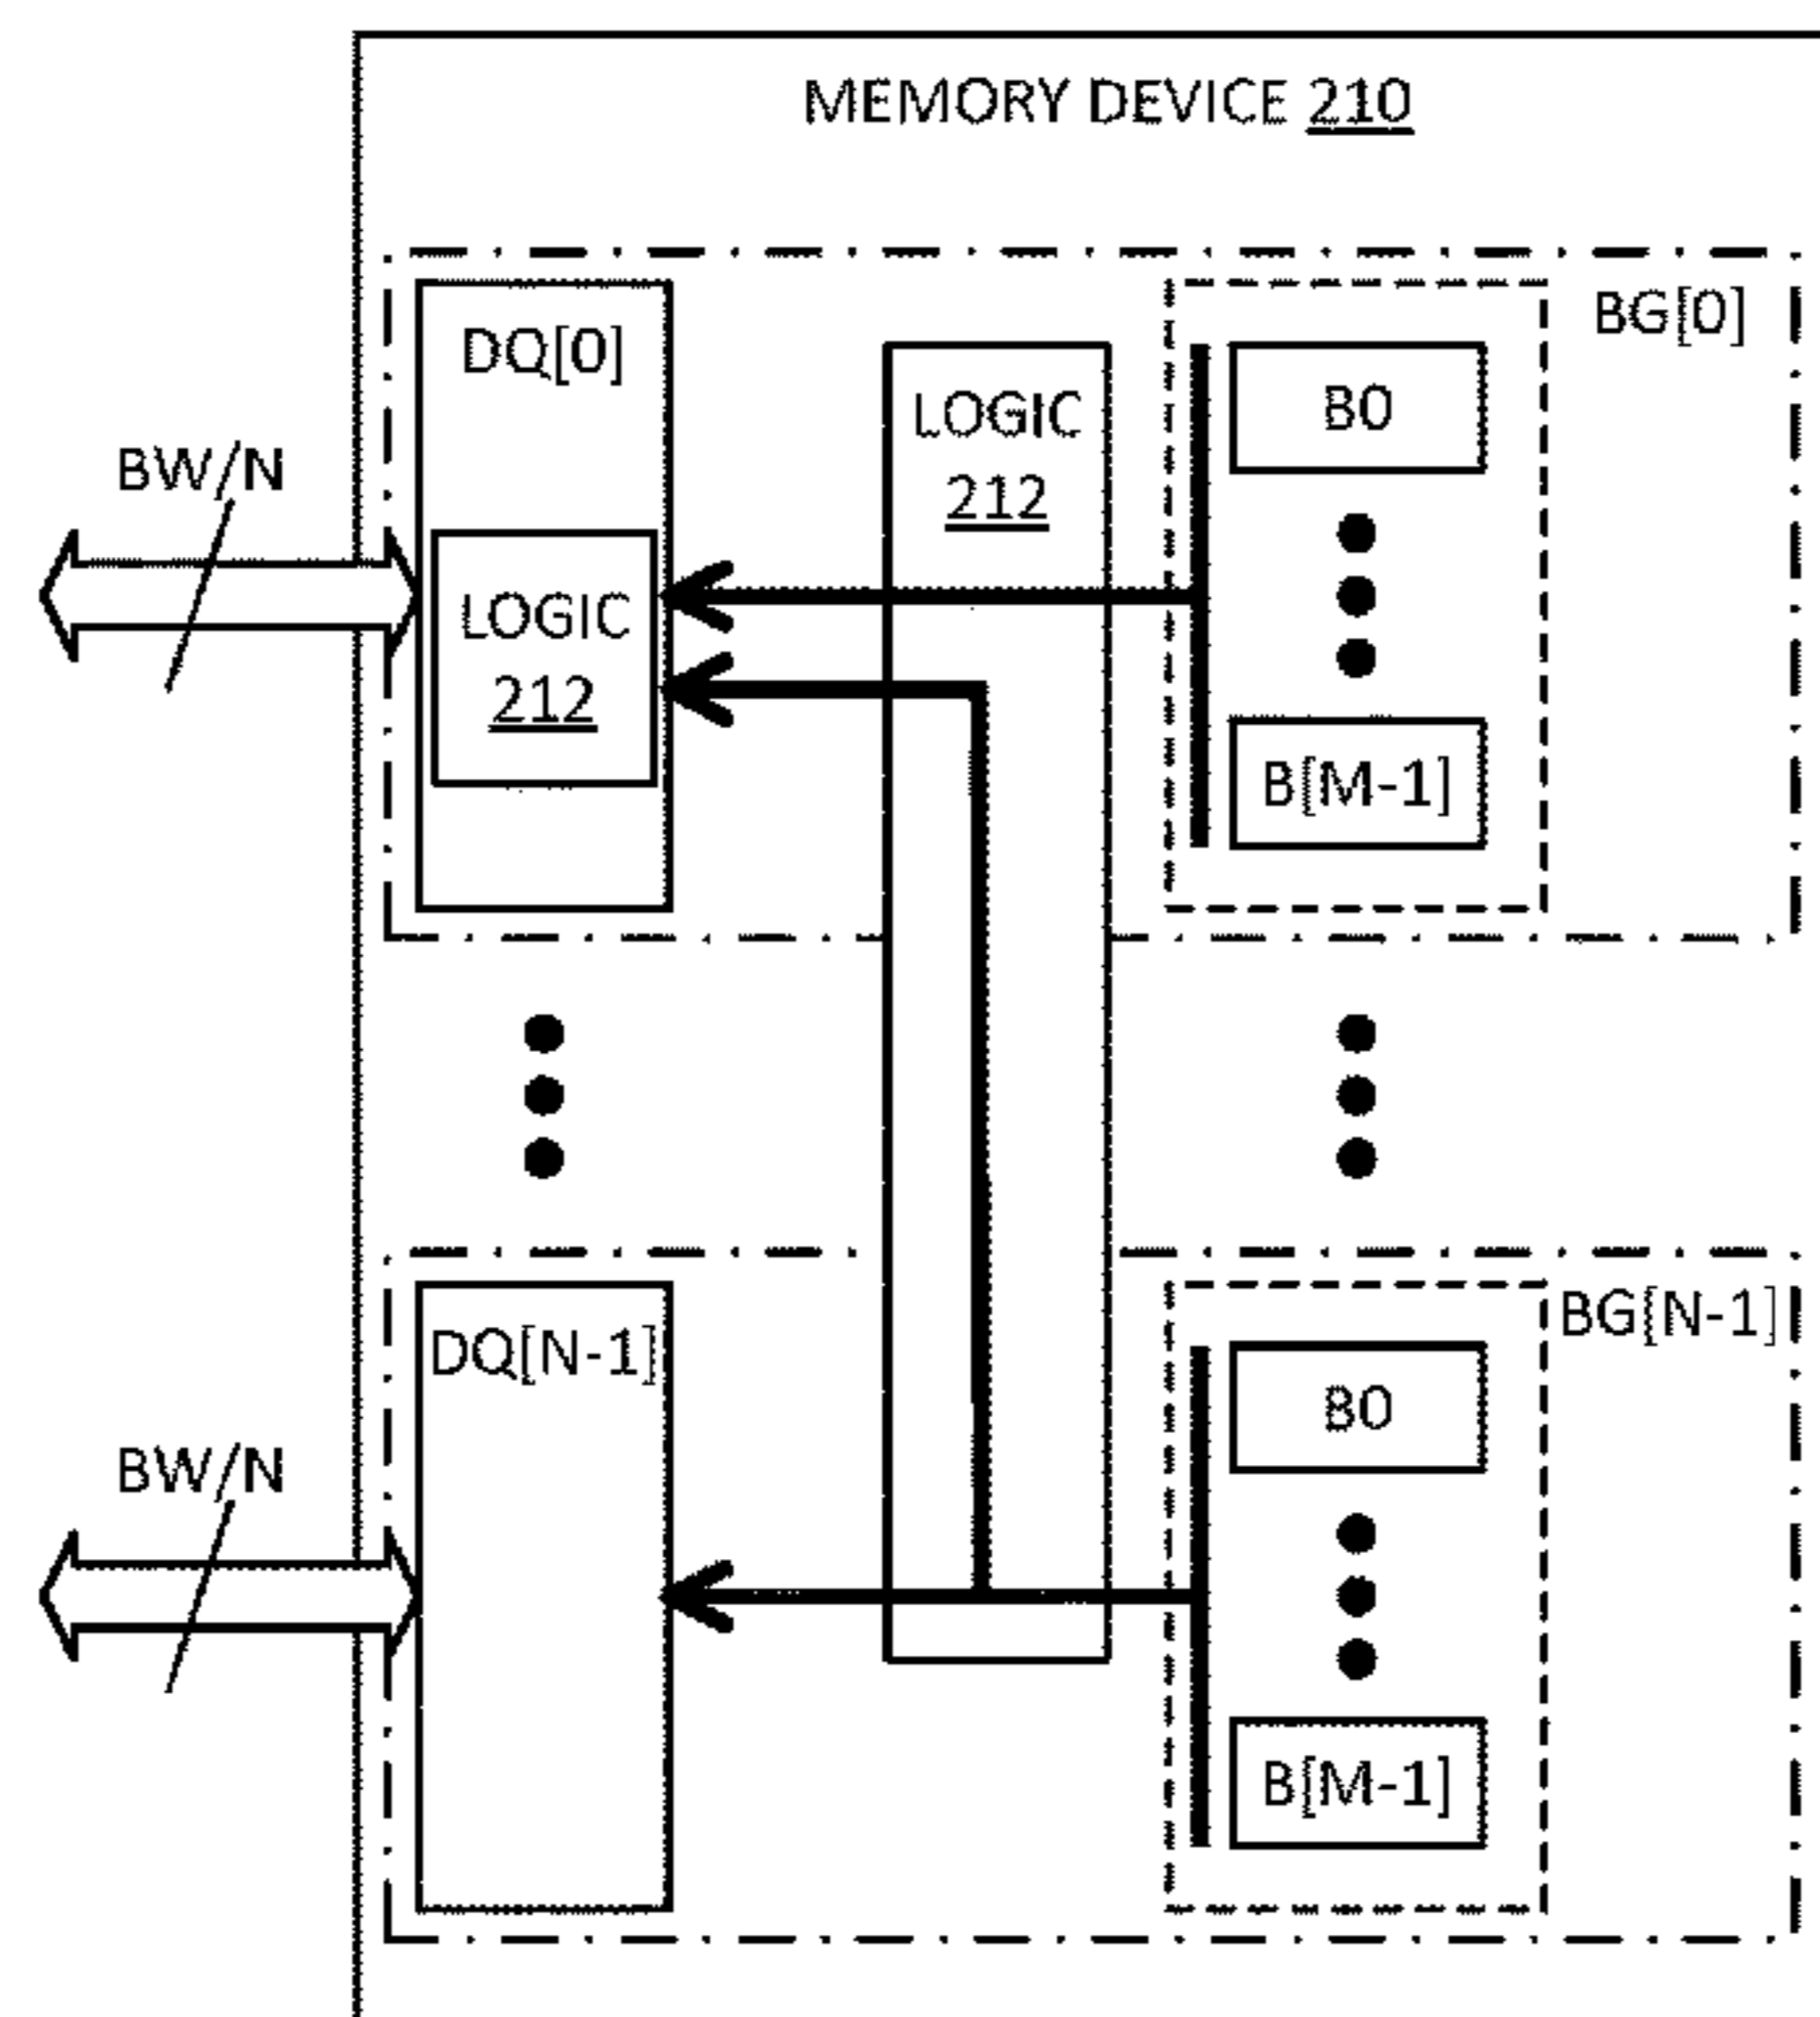 MEMORY DEVICE 210
BG[0]
DQ[0]
LOGIC
212
B0
BW/N
LOGIC
212
B[M-1]
BG[N-1]
DQ[N-1]
B0
BW/N
B[M-1]